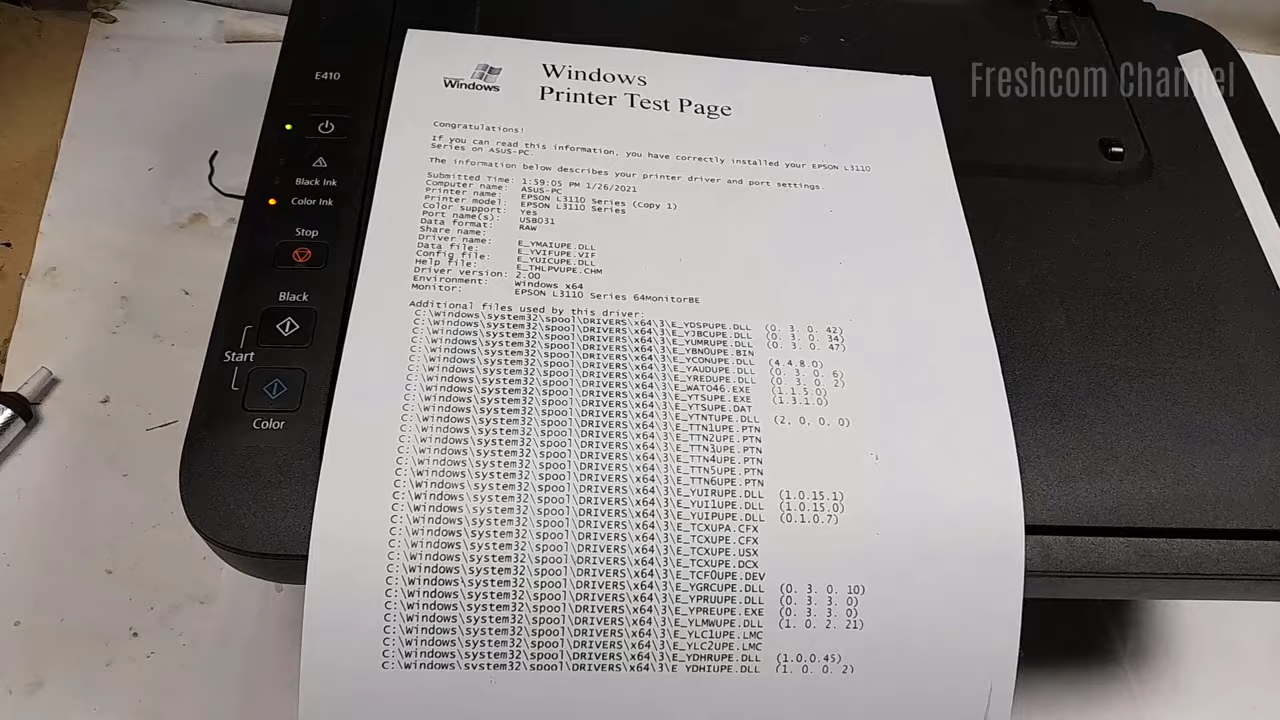 Freshcom Channel
E410
Black Ink
Color Ink
Stop
Black
Start
Color
Windows
Windows
Printer Test Page
Congratulations!
If you can read this information, you have correctly installed your EPSON L3110
Series on ASUS-PC.
The information below describes your printer driver and port settings.
Submitted Time: 1:59:05 PM 1/26/2021
Computer name: ASUS-PC
Printer name: EPSON L3110 Series (Copy 1)
Printer model: EPSON L3110 Series
Color support: Yes
Port name(s): USB031
Data format: RAW
Share name:
Driver name: E_YMAIUPE.DLL
Data file: E_YVIFUPE.VIF
Config file: E_YUICUPE.DLL
Help file: E_THLPVUPE.CHM
Driver version: 2.00
Environment: Windows x64
Monitor: EPSON L3110 Series 64MonitorBE
Additional files used by this driver:
C:\Windows\system32\spool\DRIVERS\x64\3\E_YDSPUPE.DLL (0. 3. 0. 42)
C:\Windows\system32\spool\DRIVERS\x64\3\E_YJBCUPE.DLL (0. 3. 0. 34)
C:\Windows\system32\spool\DRIVERS\x64\3\E_YUMRUPE.DLL (0. 3. 0. 47)
C:\Windows\system32\spool\DRIVERS\x64\3\E_YBN0UPE.BIN
C:\Windows\system32\spool\DRIVERS\x64\3\E_YCONUPE.DLL (4.4.8.0)
C:\Windows\system32\spool\DRIVERS\x64\3\E_YAUDUPE.DLL (0. 3. 0. 6)
C:\Windows\system32\spool\DRIVERS\x64\3\E_YREDUPE.DLL (0. 3. 0. 2)
C:\Windows\system32\spool\DRIVERS\x64\3\E_WATO46.EXE (1.1.5.0)
C:\Windows\system32\spool\DRIVERS\x64\3\E_YTSUPE.EXE (1.3.1.0)
C:\Windows\system32\spool\DRIVERS\x64\3\E_YTSUPE.DAT
C:\Windows\system32\spool\DRIVERS\x64\3\E_TTNTUPE.DLL (2, 0, 0, 0)
C:\Windows\system32\spool\DRIVERS\x64\3\E_TTN1UPE.PTN
C:\Windows\system32\spool\DRIVERS\x64\3\E_TTN2UPE.PTN
C:\Windows\system32\spool\DRIVERS\x64\3\E_TTN3UPE.PTN
C:\Windows\system32\spool\DRIVERS\x64\3\E_TTN4UPE.PTN
C:\Windows\system32\spool\DRIVERS\x64\3\E_TTN5UPE.PTN
C:\Windows\system32\spool\DRIVERS\x64\3\E_TTN6UPE.PTN
C:\Windows\system32\spool\DRIVERS\x64\3\E_YUIRUPE.DLL (1.0.15.1)
C:\Windows\system32\spool\DRIVERS\x64\3\E_YUI1UPE.DLL (1.0.15.0)
C:\Windows\system32\spool\DRIVERS\x64\3\E_YUIPUPE.DLL (0.1.0.7)
C:\Windows\system32\spool\DRIVERS\x64\3\E_TCXUPA.CFX
C:\Windows\system32\spool\DRIVERS\x64\3\E_TCXUPE.CFX
C:\Windows\system32\spool\DRIVERS\x64\3\E_TCXUPE.USX
C:\Windows\system32\spool\DRIVERS\x64\3\E_TCXUPE.DCX
C:\Windows\system32\spool\DRIVERS\x64\3\E_TCF0UPE.DEV
C:\Windows\system32\spool\DRIVERS\x64\3\E_YGRCUPE.DLL (0. 3. 0. 10)
C:\Windows\system32\spool\DRIVERS\x64\3\E_YPRUUPE.DLL (0. 3. 3. 0)
C:\Windows\system32\spool\DRIVERS\x64\3\E_YPREUPE.EXE (0. 3. 3. 0)
C:\Windows\system32\spool\DRIVERS\x64\3\E_YLMWUPE.DLL (1. 0. 2. 21)
C:\Windows\system32\spool\DRIVERS\x64\3\E_YLC1UPE.LMC
C:\Windows\system32\spool\DRIVERS\x64\3\E_YLC2UPE.LMC
C:\Windows\system32\spool\DRIVERS\x64\3\E_YDHRUPE.DLL (1.0.0.45)
C:\Windows\system32\spool\DRIVERS\x64\3\E_YDHIUPE.DLL (1. 0. 0. 2)